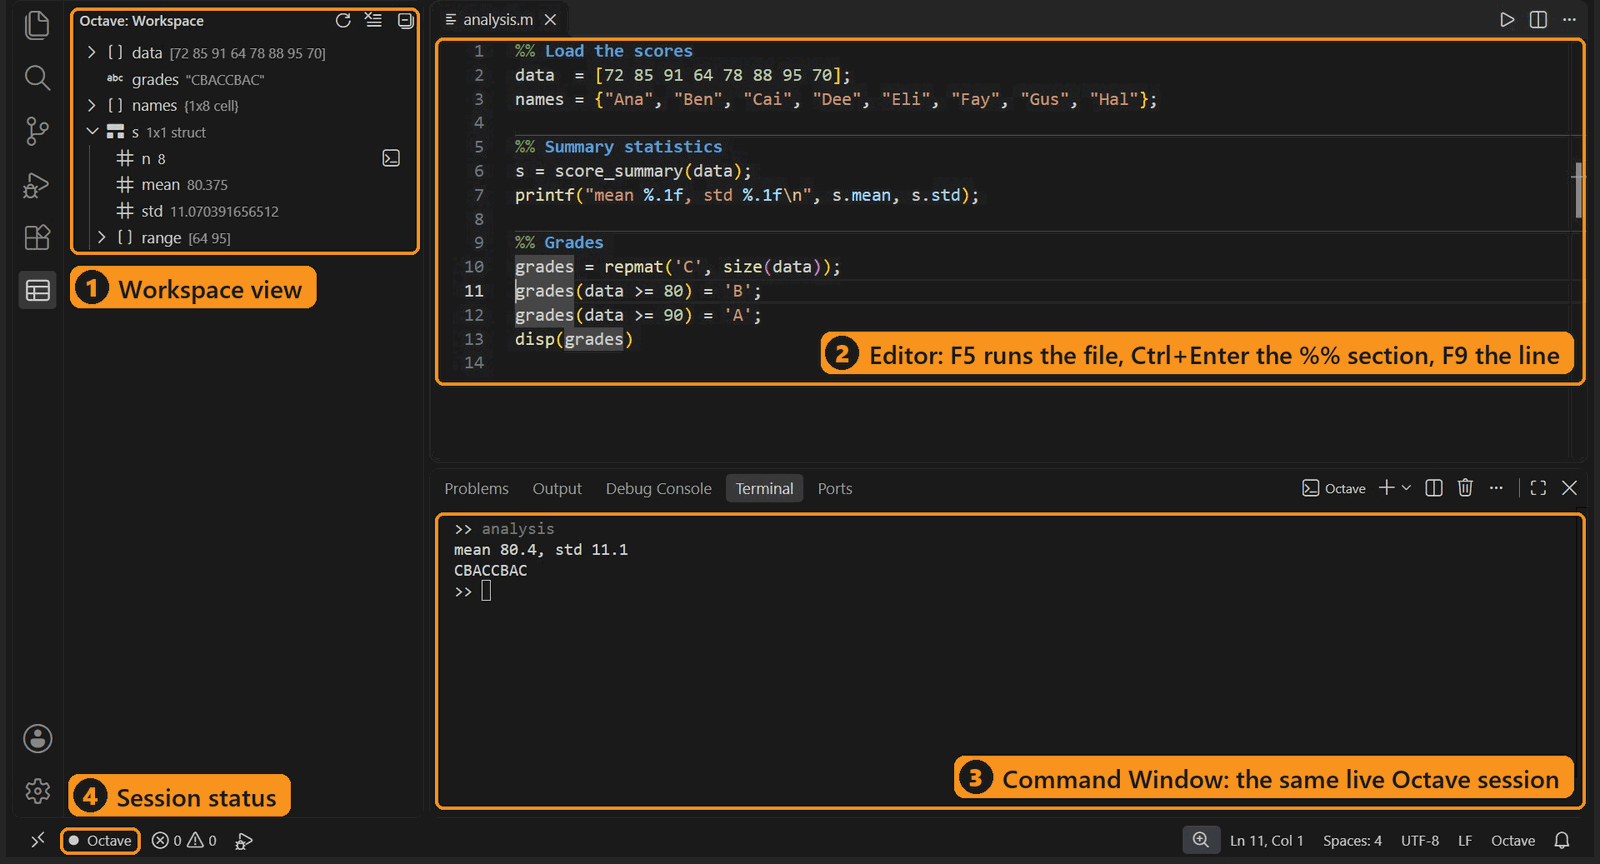 Octave: Workspace
data [72 85 91 64 78 88 95 70]
abc grades "CBACCBAC"
names {1x8 cell}
s 1x1 struct
n 8
mean 80.375
std 11.070391656512
range [64 95]
1 Workspace view
analysis.m
1 %% Load the scores
2 data  = [72 85 91 64 78 88 95 70];
3 names = {"Ana", "Ben", "Cai", "Dee", "Eli", "Fay", "Gus", "Hal"};
4
5 %% Summary statistics
6 s = score_summary(data);
7 printf("mean %.1f, std %.1f\n", s.mean, s.std);
8
9 %% Grades
10 grades = repmat('C', size(data));
11 grades(data >= 80) = 'B';
12 grades(data >= 90) = 'A';
13 disp(grades)
14
2 Editor: F5 runs the file, Ctrl+Enter the %% section, F9 the line
Problems Output Debug Console Terminal Ports Octave
>> analysis
mean 80.4, std 11.1
CBACCBAC
>>
3 Command Window: the same live Octave session
4 Session status
Octave 0 0 Ln 11, Col 1 Spaces: 4 UTF-8 LF Octave